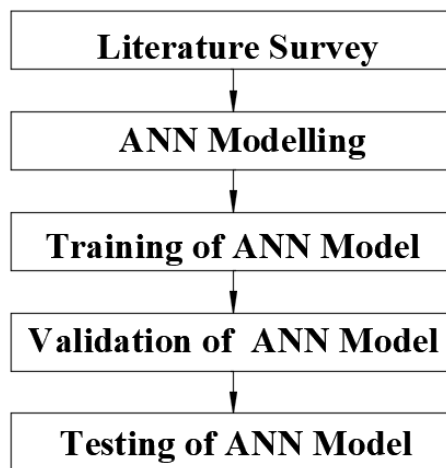 Literature Survey
ANN Modelling
Training of ANN Model
Validation of ANN Model
Testing of ANN Model